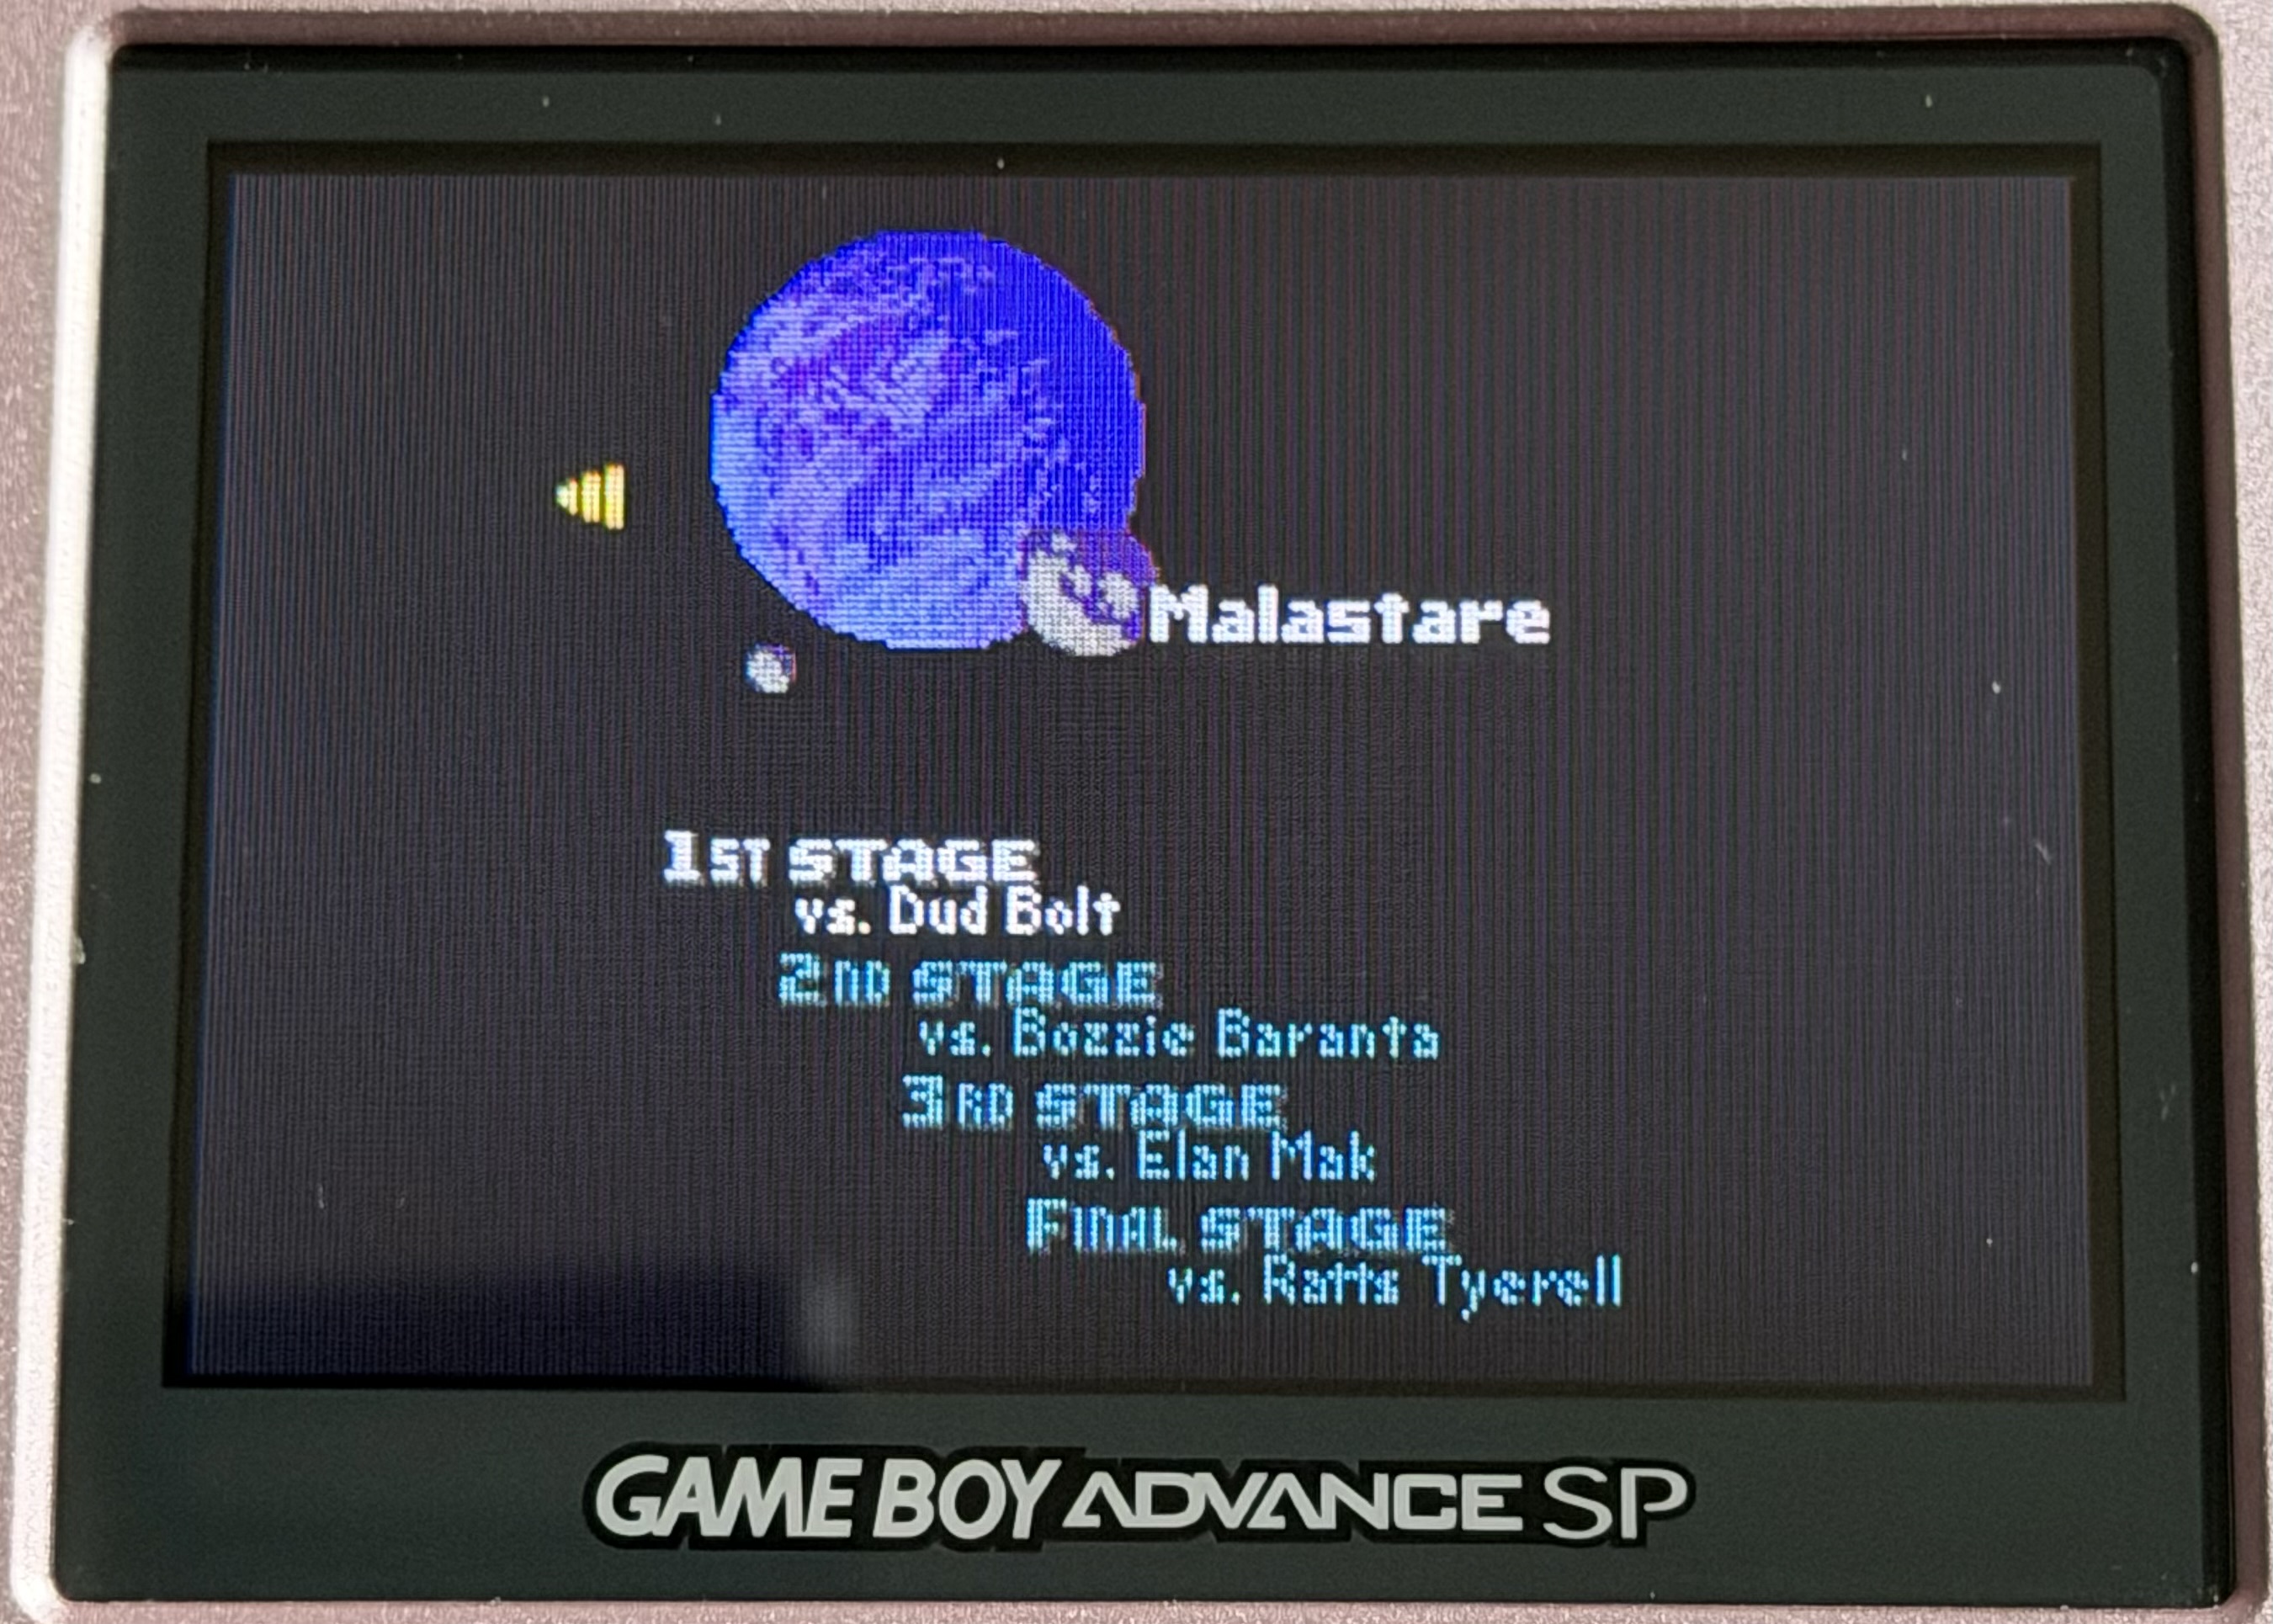 Malastare
1ST STAGE
vs. Dud Bolt
2ND STAGE
vs. Bozzie Baranta
3RD STAGE
vs. Elan Mak
FINAL STAGE
vs. Ratts Tyerell
GAME BOY ADVANCE SP